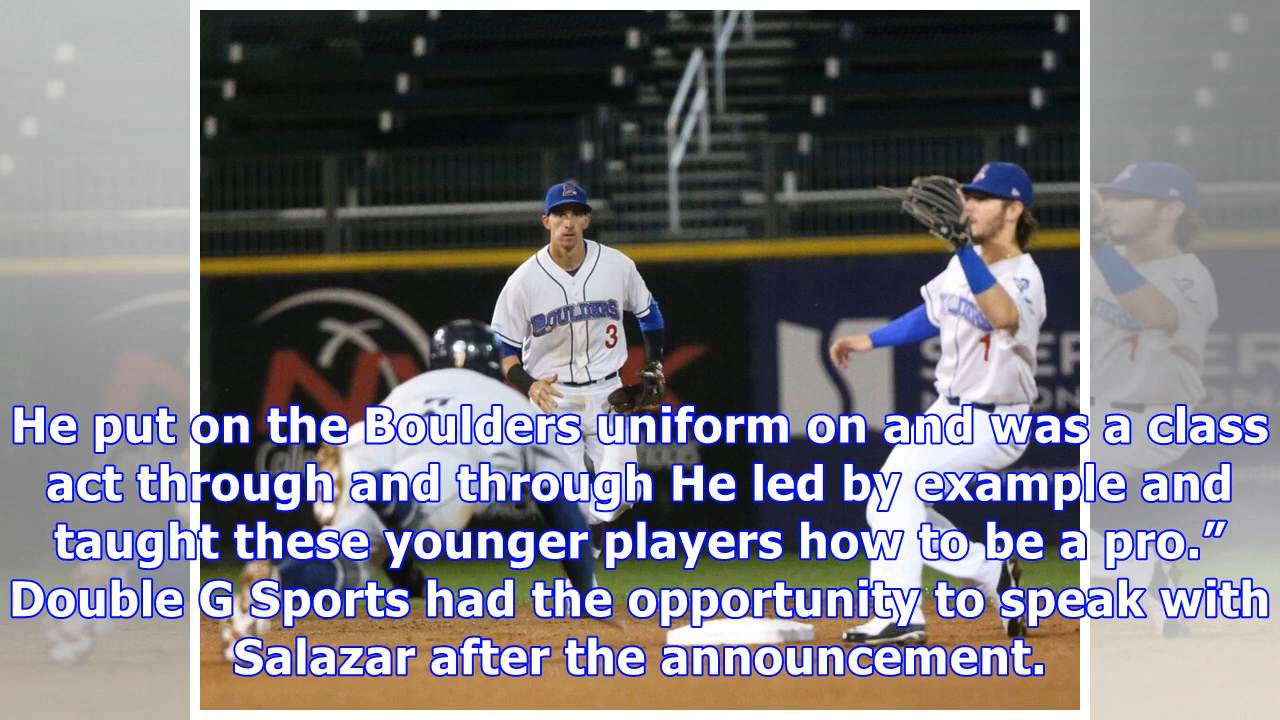 BOULDERS
3
1
He put on the Boulders uniform on and was a class
act through and through He led by example and
taught these younger players how to be a pro.”
Double G Sports had the opportunity to speak with
Salazar after the announcement.